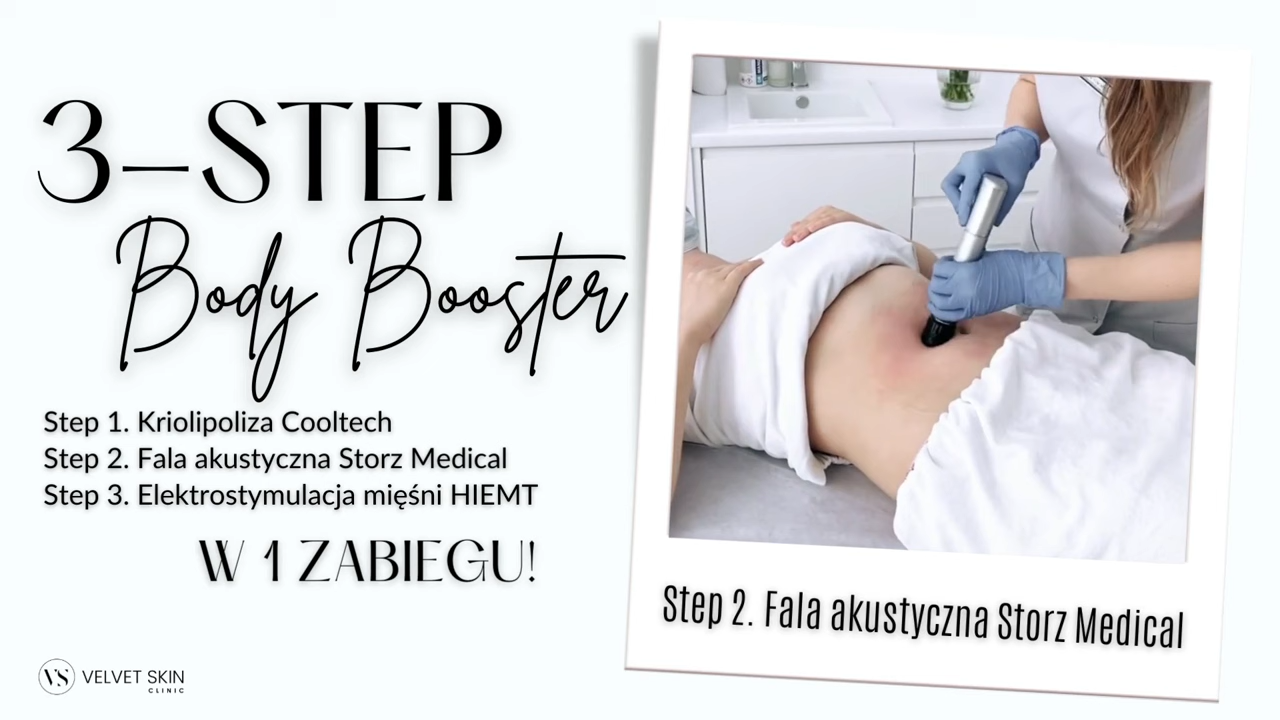 3-STEP
Body Booster
Step 1. Kriolipoliza Cooltech
Step 2. Fala akustyczna Storz Medical
Step 3. Elektrostymulacja mięśni HIEMT
W 1 ZABIEGU!
VS VELVET SKIN
CLINIC
Step 2. Fala akustyczna Storz Medical